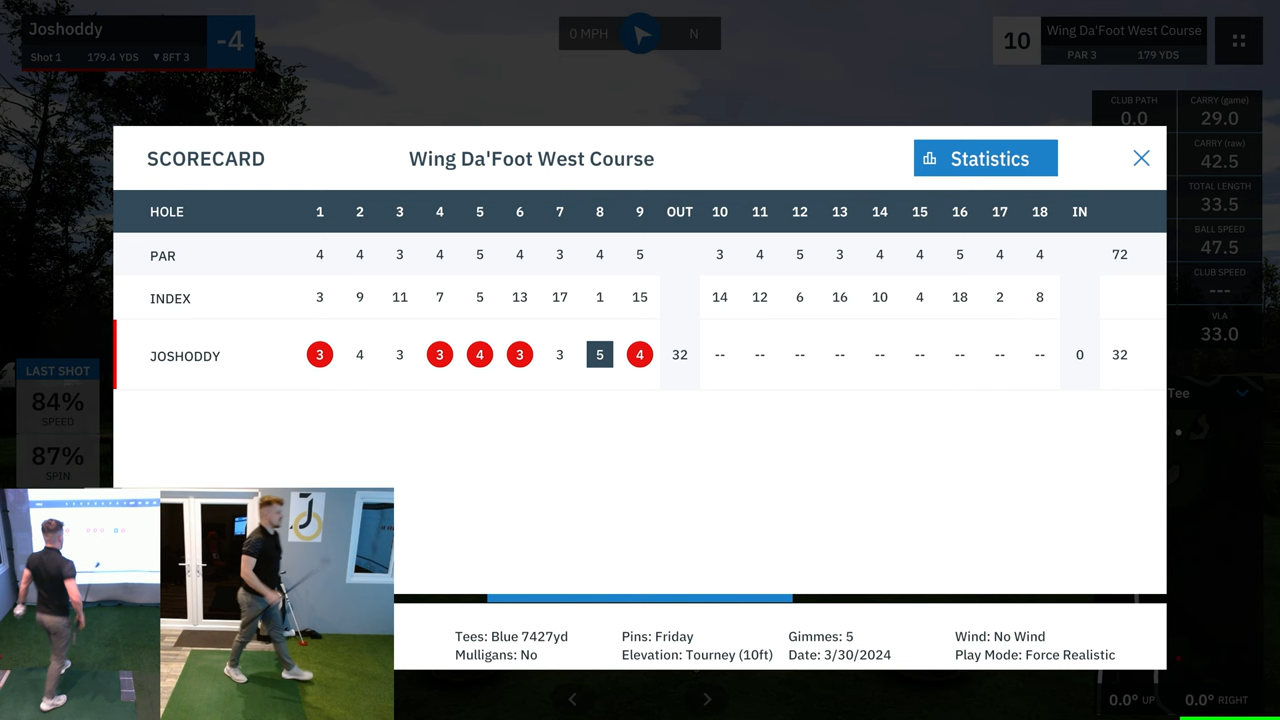 Joshoddy
-4
Shot 1 179.4 YDS ▼8FT 3
0 MPH N
10 Wing Da'Foot West Course
PAR 3 179 YDS
CLUB PATH CARRY (game)
0.0 29.0
CARRY (raw)
42.5
TOTAL LENGTH
33.5
BALL SPEED
47.5
CLUB SPEED
---
VLA
33.0
SCORECARD Wing Da'Foot West Course Statistics
HOLE 1 2 3 4 5 6 7 8 9 OUT 10 11 12 13 14 15 16 17 18 IN
PAR 4 4 3 4 5 4 3 4 5 3 4 5 3 4 4 5 4 4 72
INDEX 3 9 11 7 5 13 17 1 15 14 12 6 16 10 4 18 2 8
JOSHODDY 3 4 3 3 4 3 3 5 4 32 -- -- -- -- -- -- -- -- -- 0 32
LAST SHOT
84%
SPEED
87%
SPIN
Tee
Tees: Blue 7427yd Pins: Friday Gimmes: 5 Wind: No Wind
Mulligans: No Elevation: Tourney (10ft) Date: 3/30/2024 Play Mode: Force Realistic
0.0° UP 0.0° RIGHT